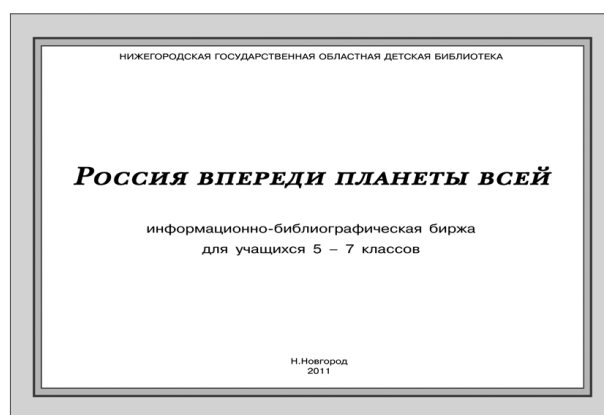 НИЖЕГОРОДСКАЯ ГОСУДАРСТВЕННАЯ ОБЛАСТНАЯ ДЕТСКАЯ БИБЛИОТЕКА
РОССИЯ ВПЕРЕДИ ПЛАНЕТЫ ВСЕЙ
информационно-библиографическая биржа
для учащихся 5 – 7 классов
Н.Новгород
2011